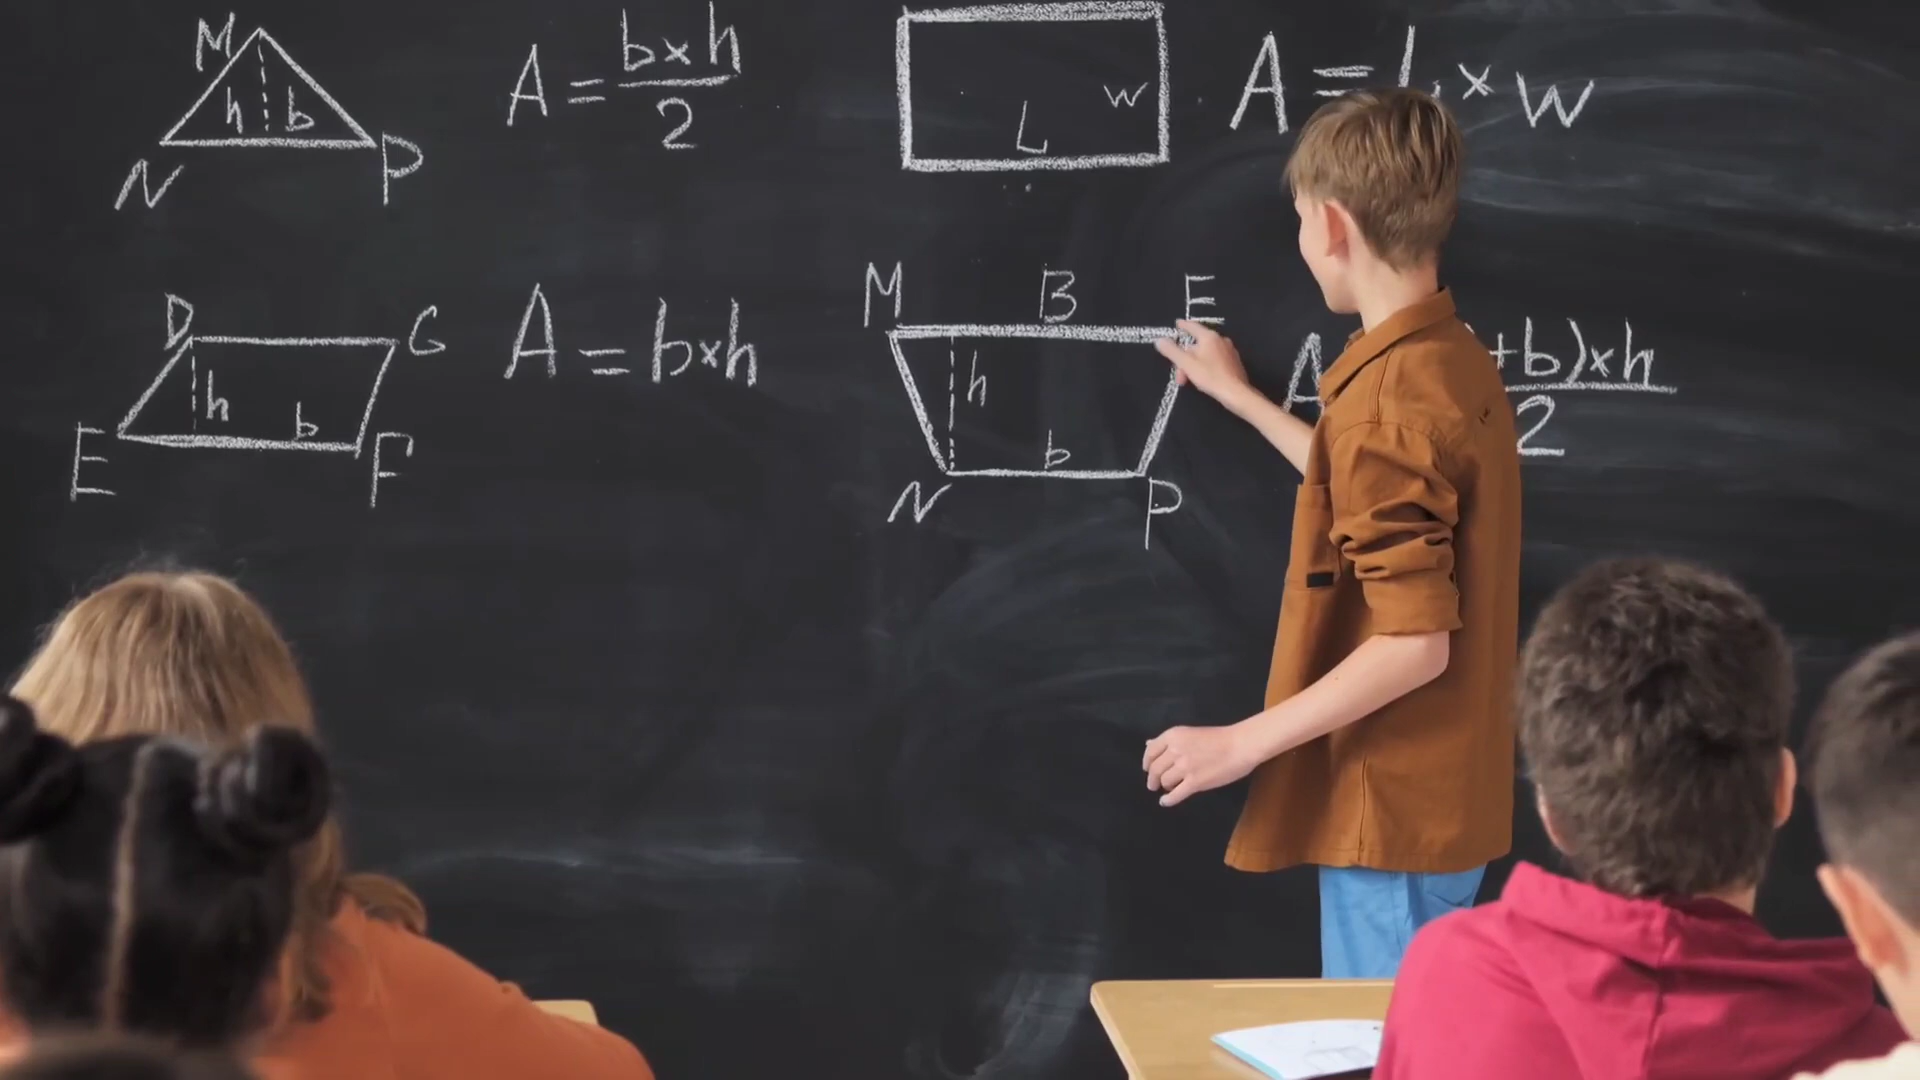 M
h b
N P
A = b×h / 2
W
L
A = L × W
D G
h b
E F
A = b×h
M B E
h
b
N P
A +b)×h / 2